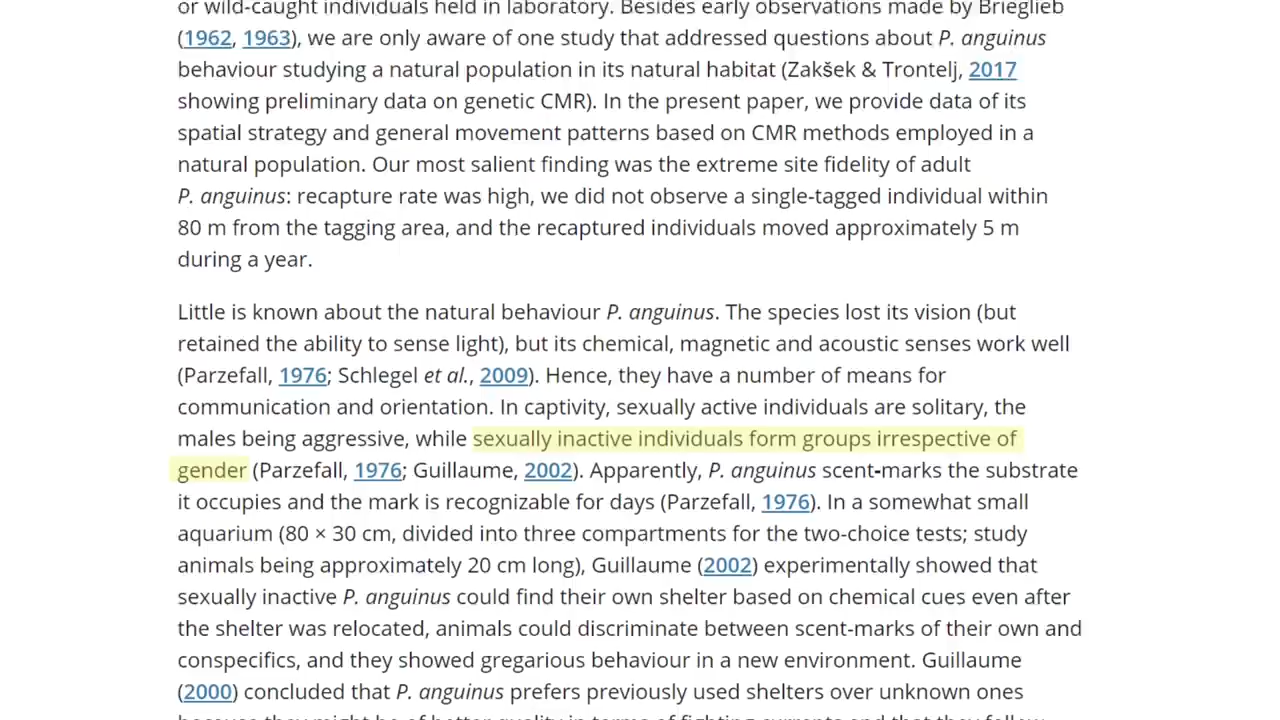 or wild-caught individuals held in laboratory. Besides early observations made by Brieglieb
(1962, 1963), we are only aware of one study that addressed questions about P. anguinus
behaviour studying a natural population in its natural habitat (Zakšek & Trontelj, 2017
showing preliminary data on genetic CMR). In the present paper, we provide data of its
spatial strategy and general movement patterns based on CMR methods employed in a
natural population. Our most salient finding was the extreme site fidelity of adult
P. anguinus: recapture rate was high, we did not observe a single-tagged individual within
80 m from the tagging area, and the recaptured individuals moved approximately 5 m
during a year.
Little is known about the natural behaviour P. anguinus. The species lost its vision (but
retained the ability to sense light), but its chemical, magnetic and acoustic senses work well
(Parzefall, 1976; Schlegel et al., 2009). Hence, they have a number of means for
communication and orientation. In captivity, sexually active individuals are solitary, the
males being aggressive, while sexually inactive individuals form groups irrespective of
gender (Parzefall, 1976; Guillaume, 2002). Apparently, P. anguinus scent-marks the substrate
it occupies and the mark is recognizable for days (Parzefall, 1976). In a somewhat small
aquarium (80 × 30 cm, divided into three compartments for the two-choice tests; study
animals being approximately 20 cm long), Guillaume (2002) experimentally showed that
sexually inactive P. anguinus could find their own shelter based on chemical cues even after
the shelter was relocated, animals could discriminate between scent-marks of their own and
conspecifics, and they showed gregarious behaviour in a new environment. Guillaume
(2000) concluded that P. anguinus prefers previously used shelters over unknown ones